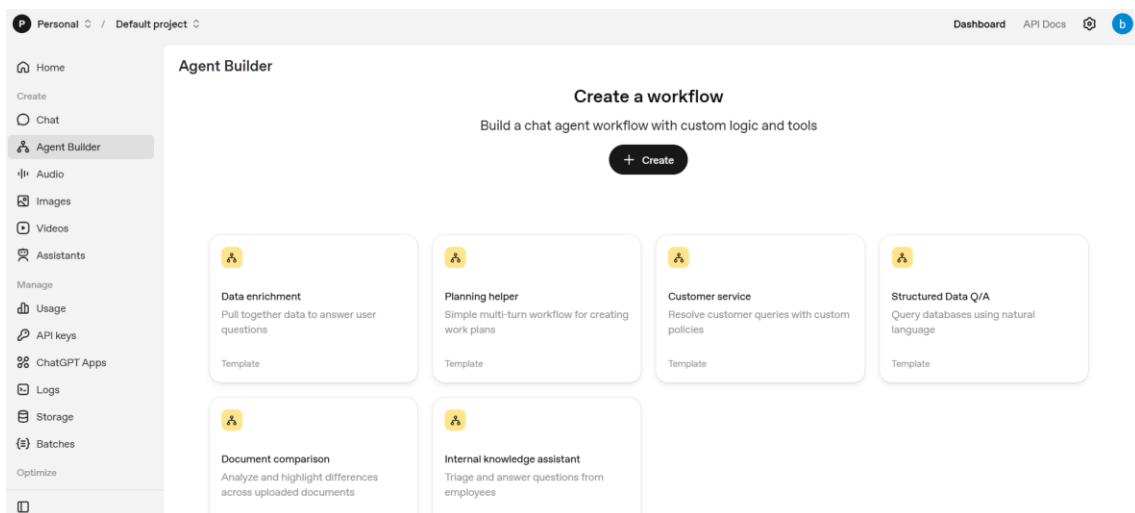 P Personal / Default project
Dashboard API Docs b
Home
Create
Chat
Agent Builder
Audio
Images
Videos
Assistants
Manage
Usage
API keys
ChatGPT Apps
Logs
Storage
Batches
Optimize
Agent Builder
Create a workflow
Build a chat agent workflow with custom logic and tools
+ Create
Data enrichment
Pull together data to answer user
questions
Template
Planning helper
Simple multi-turn workflow for creating
work plans
Template
Customer service
Resolve customer queries with custom
policies
Template
Structured Data Q/A
Query databases using natural
language
Template
Document comparison
Analyze and highlight differences
across uploaded documents
Internal knowledge assistant
Triage and answer questions from
employees